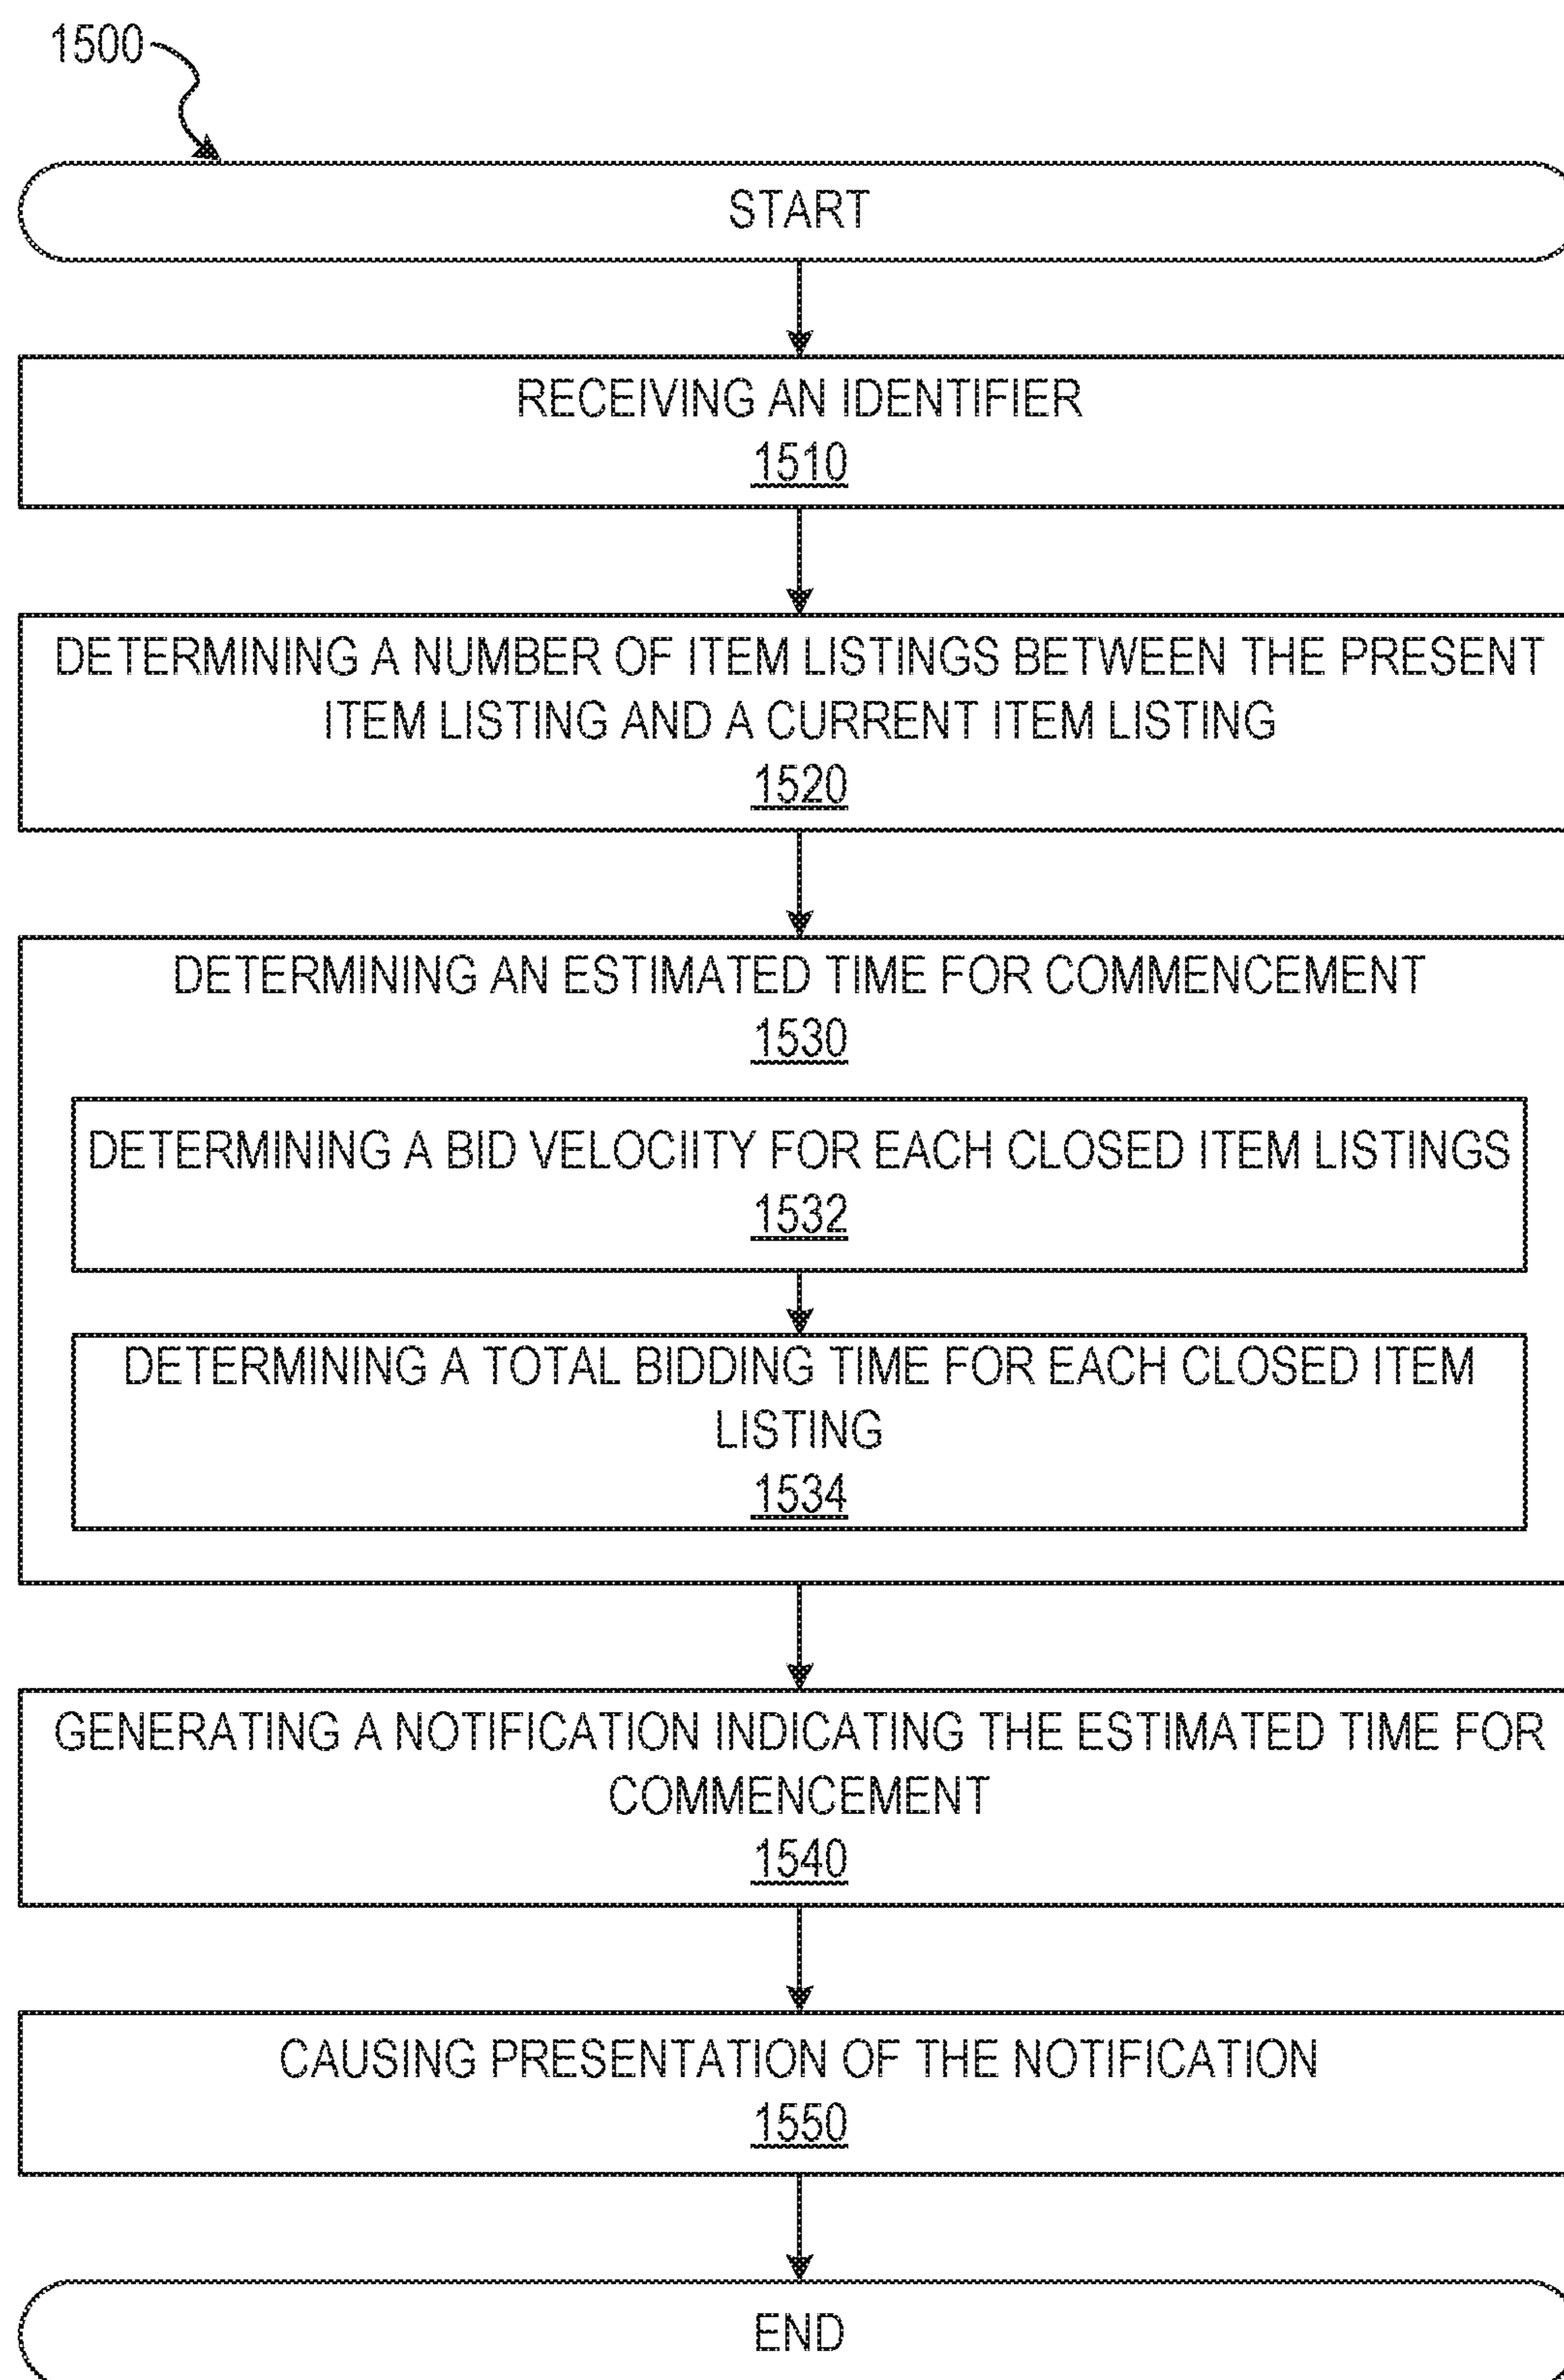 1500
START
RECEIVING AN IDENTIFIER
1510
DETERMINING A NUMBER OF ITEM LISTINGS BETWEEN THE PRESENT
ITEM LISTING AND A CURRENT ITEM LISTING
1520
DETERMINING AN ESTIMATED TIME FOR COMMENCEMENT
1530
DETERMINING A BID VELOCIITY FOR EACH CLOSED ITEM LISTINGS
1532
DETERMINING A TOTAL BIDDING TIME FOR EACH CLOSED ITEM
LISTING
1534
GENERATING A NOTIFICATION INDICATING THE ESTIMATED TIME FOR
COMMENCEMENT
1540
CAUSING PRESENTATION OF THE NOTIFICATION
1550
END